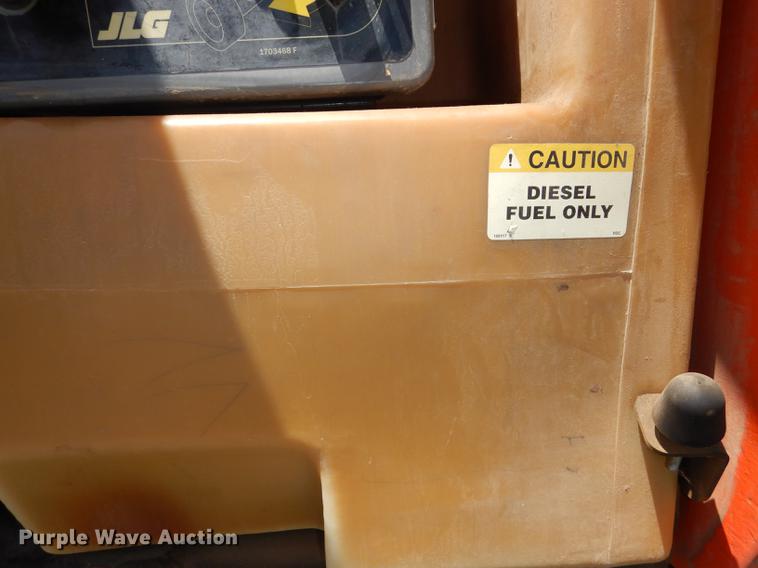 JLG
1703468 F
CAUTION
DIESEL
FUEL ONLY
Purple Wave Auction